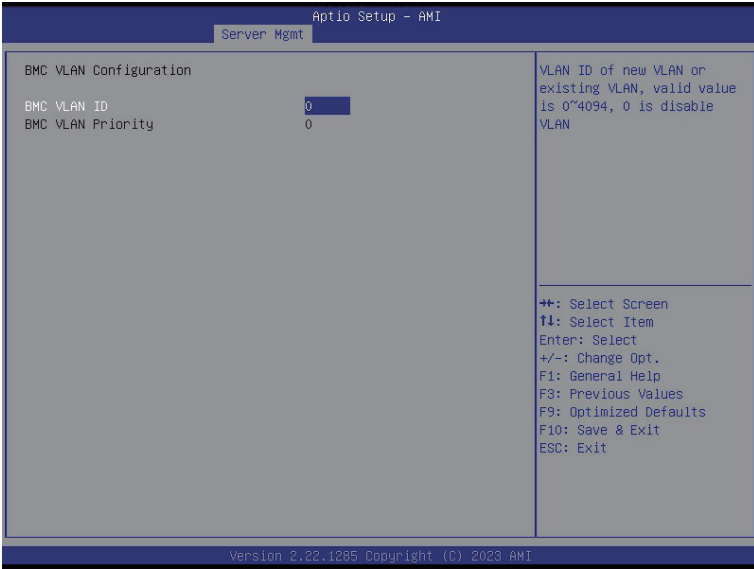 Aptio Setup – AMI
Server Mgmt
BMC VLAN Configuration
BMC VLAN ID 0
BMC VLAN Priority 0
VLAN ID of new VLAN or
existing VLAN, valid value
is 0~4094, 0 is disable
VLAN
→←: Select Screen
↑↓: Select Item
Enter: Select
+/-: Change Opt.
F1: General Help
F3: Previous Values
F9: Optimized Defaults
F10: Save & Exit
ESC: Exit
Version 2.22.1285 Copyright (C) 2023 AMI